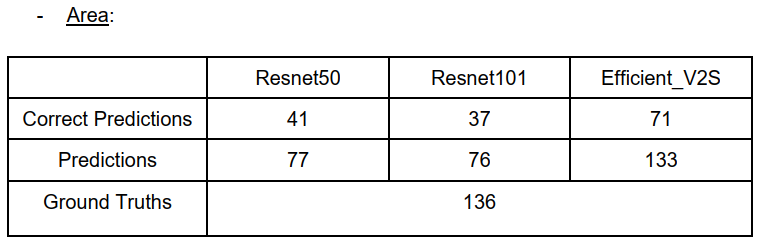 - Area:
Resnet50 Resnet101 Efficient_V2S
Correct Predictions 41 37 71
Predictions 77 76 133
Ground Truths 136